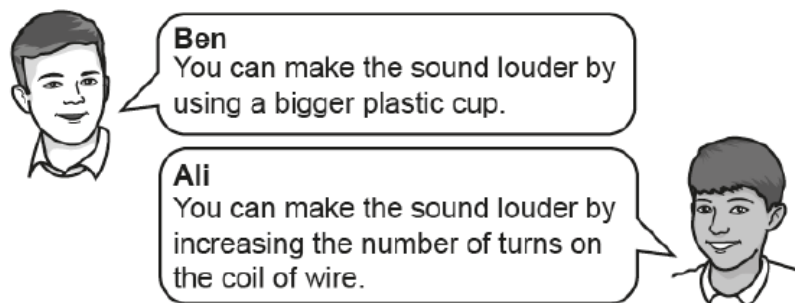 Ben
You can make the sound louder by
using a bigger plastic cup.
Ali
You can make the sound louder by
increasing the number of turns on
the coil of wire.